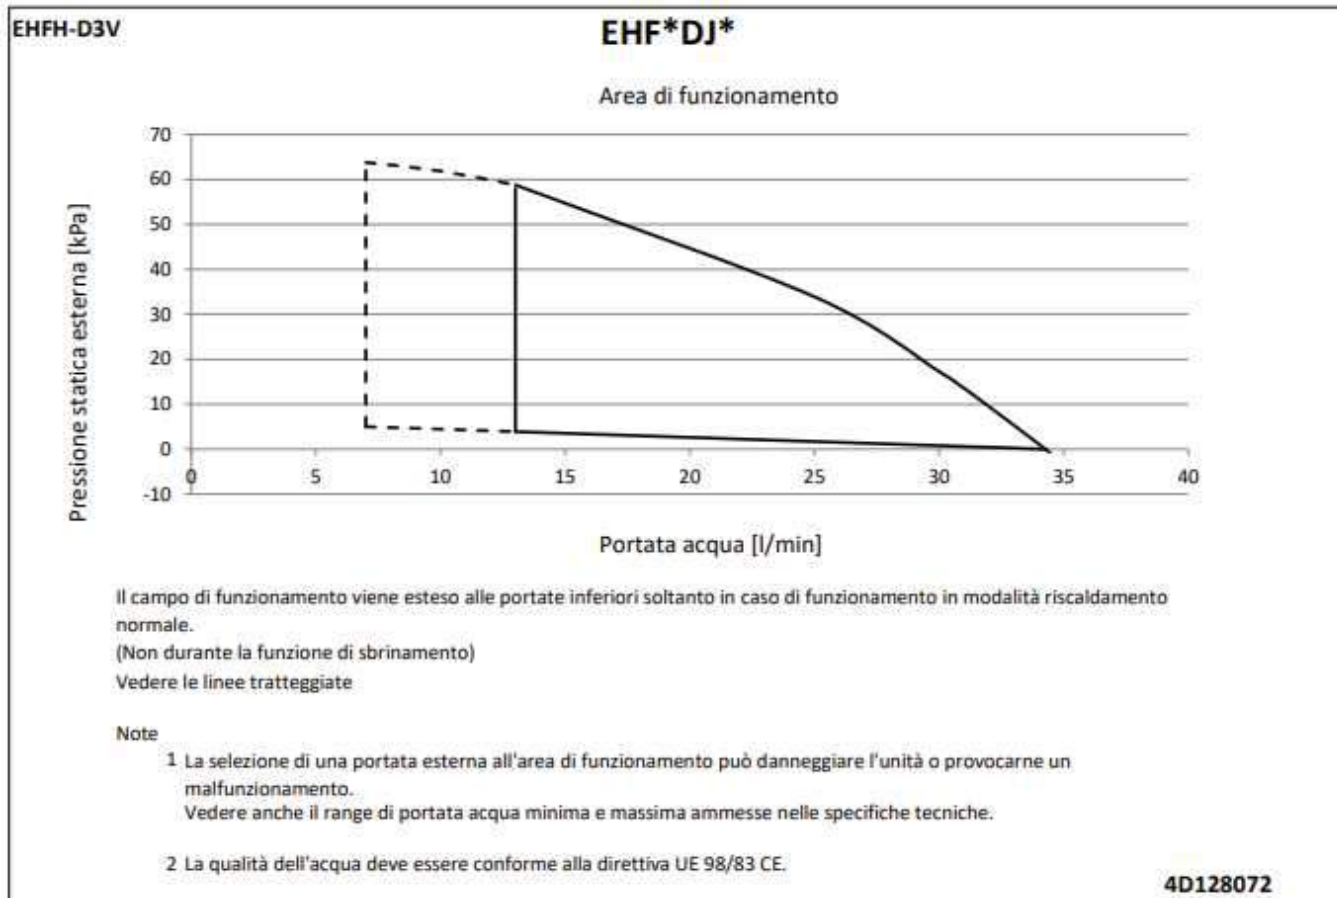 EHFH-D3V
EHF*DJ*
Area di funzionamento
70
60
50
40
30
20
10
0
-10
0 5 10 15 20 25 30 35 40
Pressione statica esterna [kPa]
Portata acqua [l/min]
Il campo di funzionamento viene esteso alle portate inferiori soltanto in caso di funzionamento in modalità riscaldamento
normale.
(Non durante la funzione di sbrinamento)
Vedere le linee tratteggiate
Note
1 La selezione di una portata esterna all'area di funzionamento può danneggiare l'unità o provocarne un
malfunzionamento.
Vedere anche il range di portata acqua minima e massima ammesse nelle specifiche tecniche.
2 La qualità dell'acqua deve essere conforme alla direttiva UE 98/83 CE.
4D128072